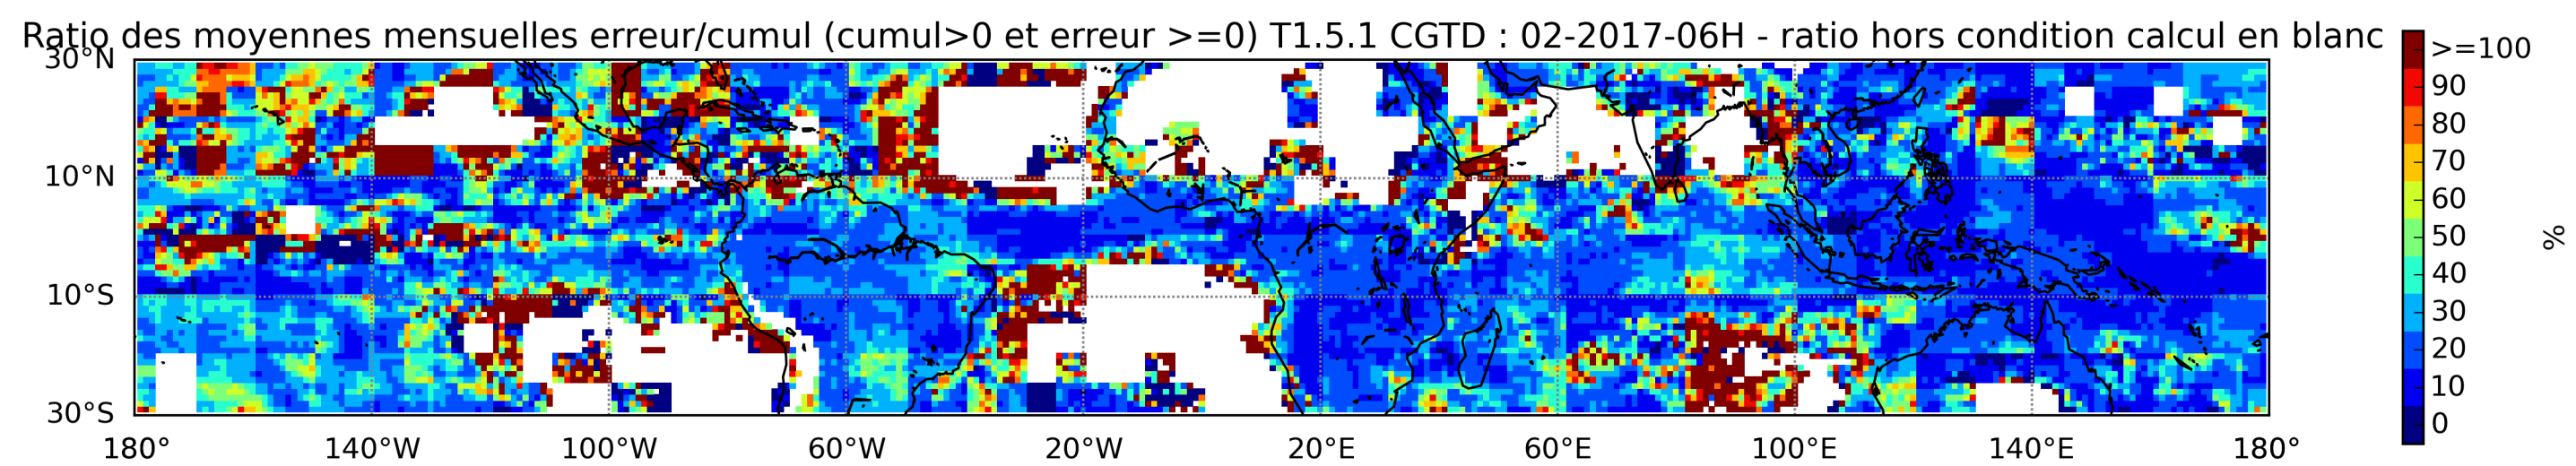 Ratio des moyennes mensuelles erreur/cumul (cumul>0 et erreur >=0) T1.5.1 CGTD : 02-2017-06H - ratio hors condition calcul en blanc
30°N
10°N
10°S
30°S
180° 140°W 100°W 60°W 20°W 20°E 60°E 100°E 140°E 180°
>=100
90
80
70
60
50
40
30
20
10
0
%